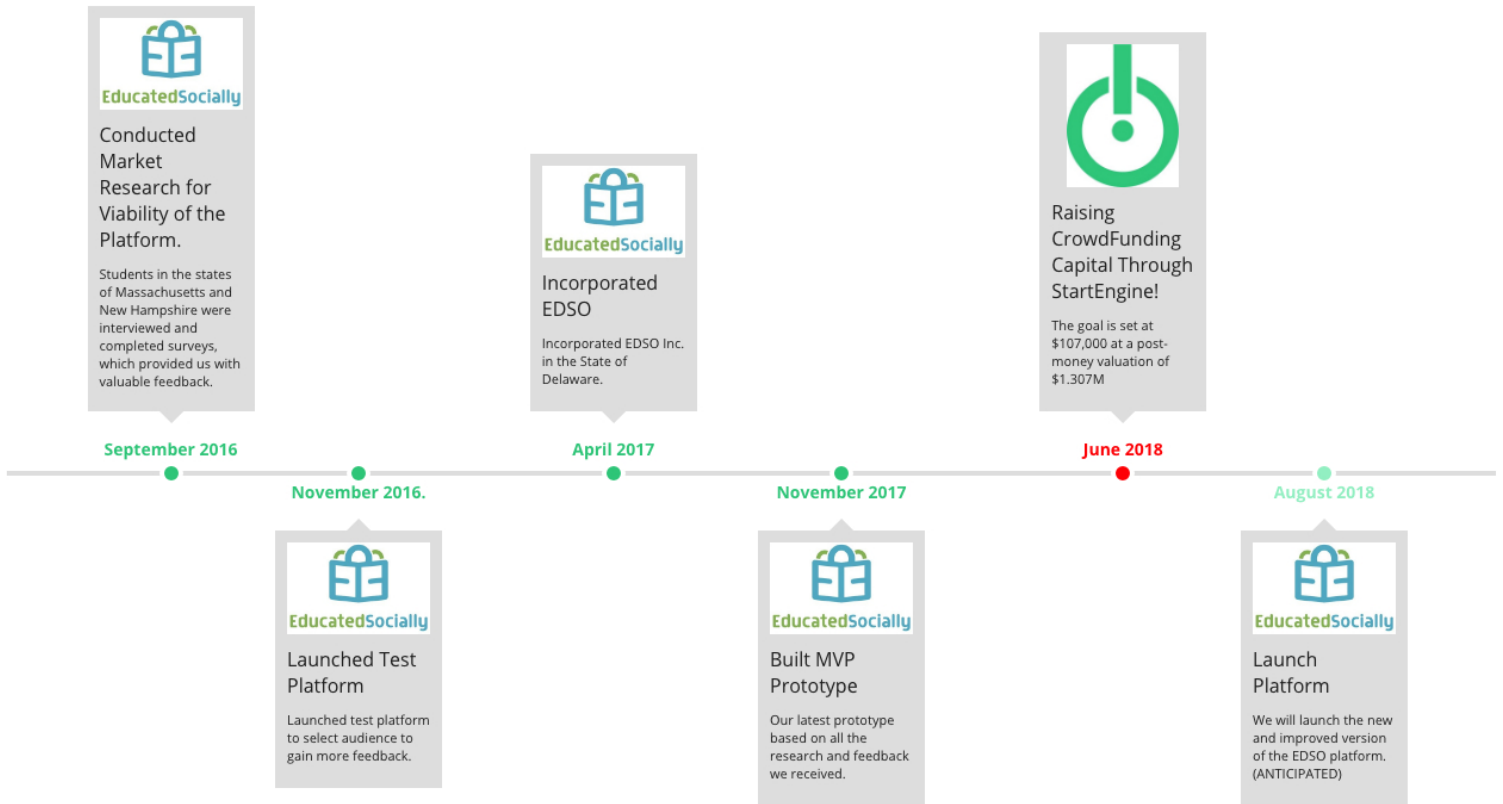 EducatedSocially
Conducted
Market
Research for
Viability of the
Platform.
Students in the states
of Massachusetts and
New Hampshire were
interviewed and
completed surveys,
which provided us with
valuable feedback.
September 2016
November 2016.
EducatedSocially
Launched Test
Platform
Launched test platform
to select audience to
gain more feedback.
EducatedSocially
Incorporated
EDSO
Incorporated EDSO Inc.
in the State of
Delaware.
April 2017
November 2017
EducatedSocially
Built MVP
Prototype
Our latest prototype
based on all the
research and feedback
we received.
Raising
CrowdFunding
Capital Through
StartEngine!
The goal is set at
$107,000 at a post-
money valuation of
$1.307M
June 2018
August 2018
EducatedSocially
Launch
Platform
We will launch the new
and improved version
of the EDSO platform.
(ANTICIPATED)